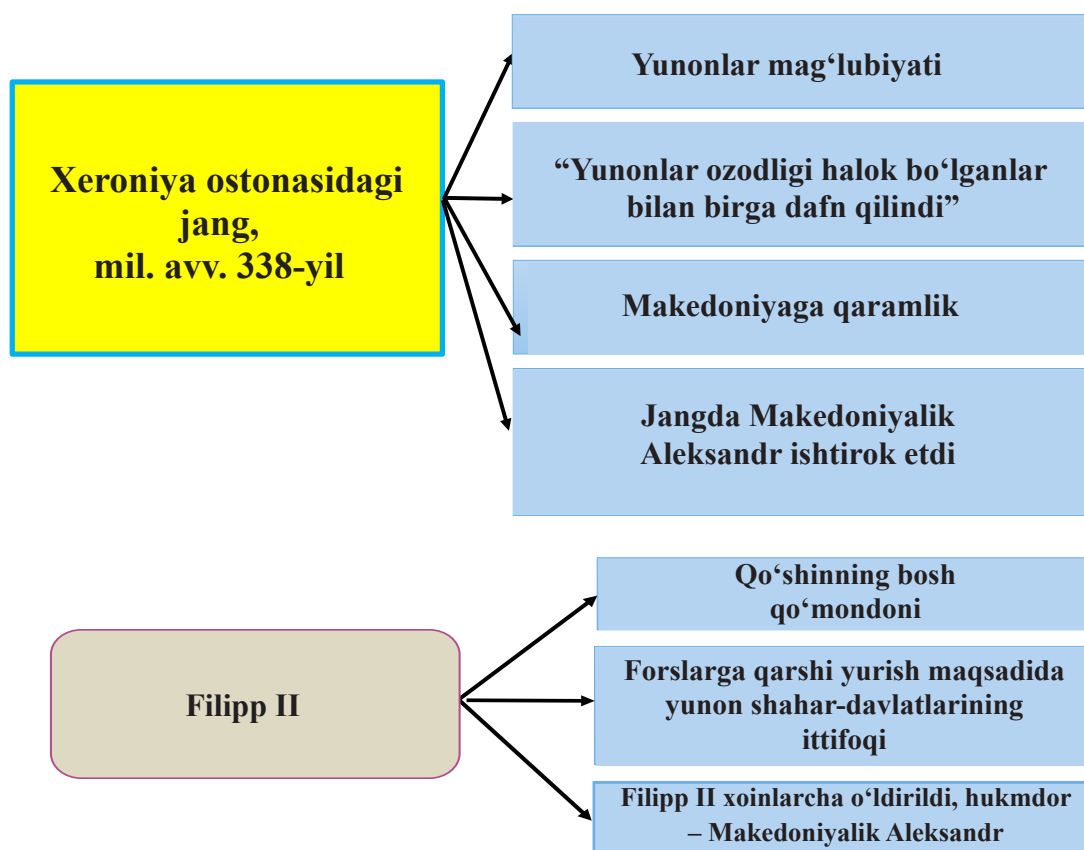 Xeroniya ostonasidagi
jang,
mil. avv. 338-yil
Yunonlar mag‘lubiyati
“Yunonlar ozodligi halok bo‘lganlar
bilan birga dafn qilindi”
Makedoniyaga qaramlik
Jangda Makedoniyalik
Aleksandr ishtirok etdi
Filipp II
Qo‘shinning bosh
qo‘mondoni
Forslarga qarshi yurish maqsadida
yunon shahar-davlatlarining
ittifoqi
Filipp II xoinlarcha o‘ldirildi, hukmdor
– Makedoniyalik Aleksandr